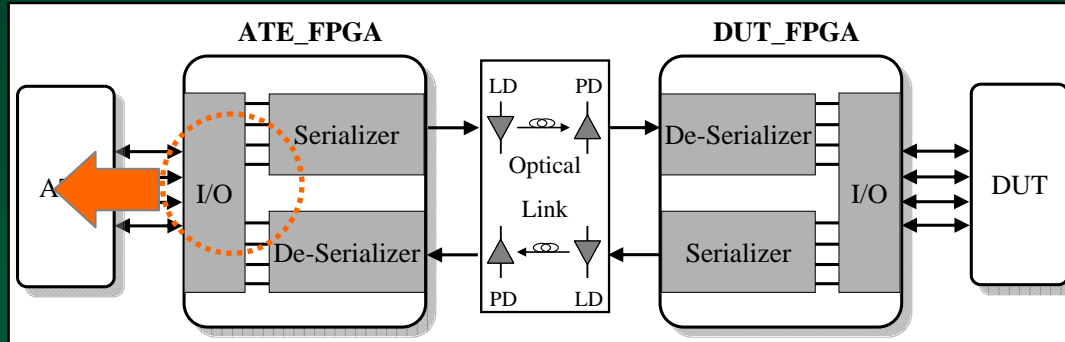 ATE_FPGA
DUT_FPGA
LD
PD
Serializer
De-Serializer
Optical
I/O
I/O
DUT
Link
De-Serializer
Serializer
PD
LD